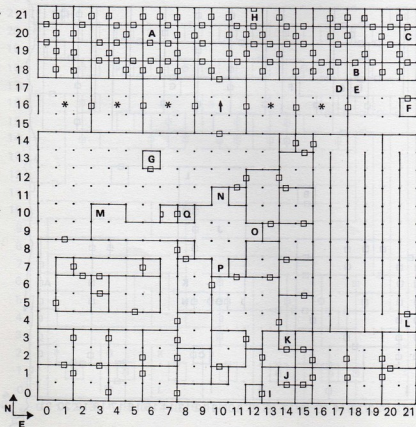 21 H
20 A C
19
18 B
17 D E
16 * * * * * F
15
14
13 G
12
11 N
10 M Q
9 O
8
7 P
6
5
4 L
3 K
2
1 J
0 I
N
E
0 1 2 3 4 5 6 7 8 9 10 11 12 13 14 15 16 17 18 19 20 21